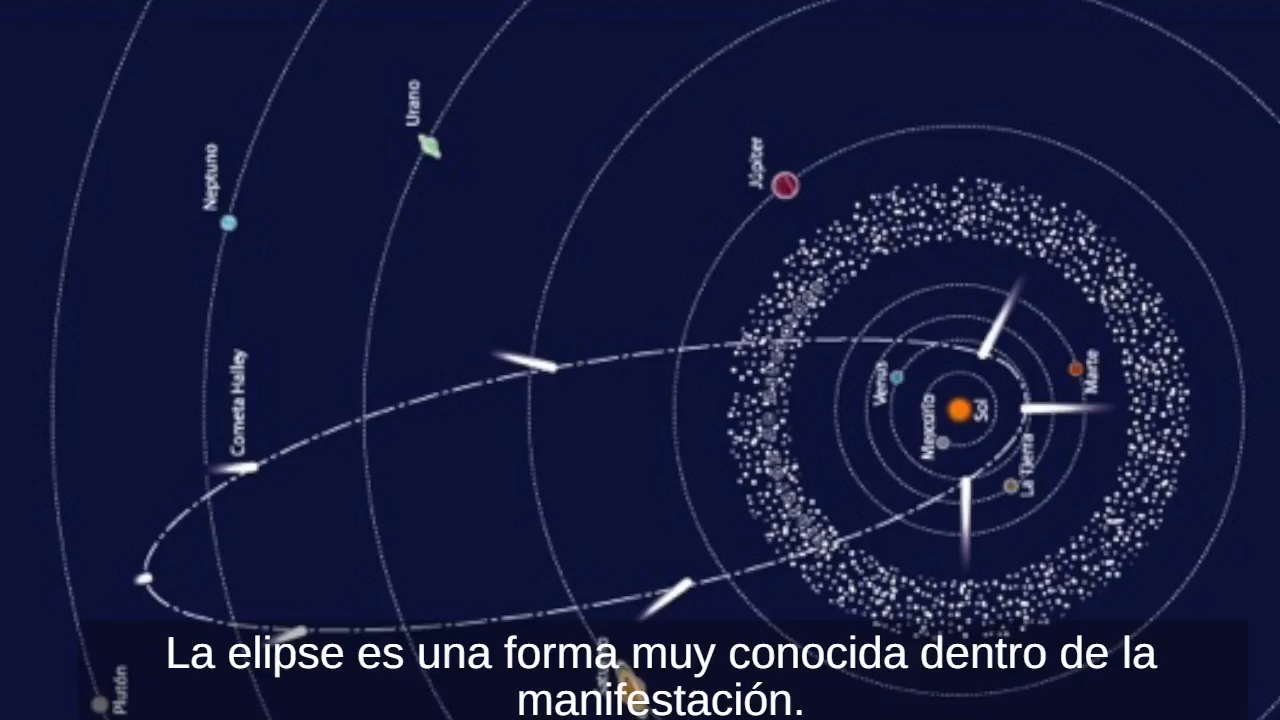 Urano
Neptuno
Júpiter
Cometa Halley
Venus
Marte
Mercurio
Sol
La Tierra
Plutón
La elipse es una forma muy conocida dentro de la
manifestación.